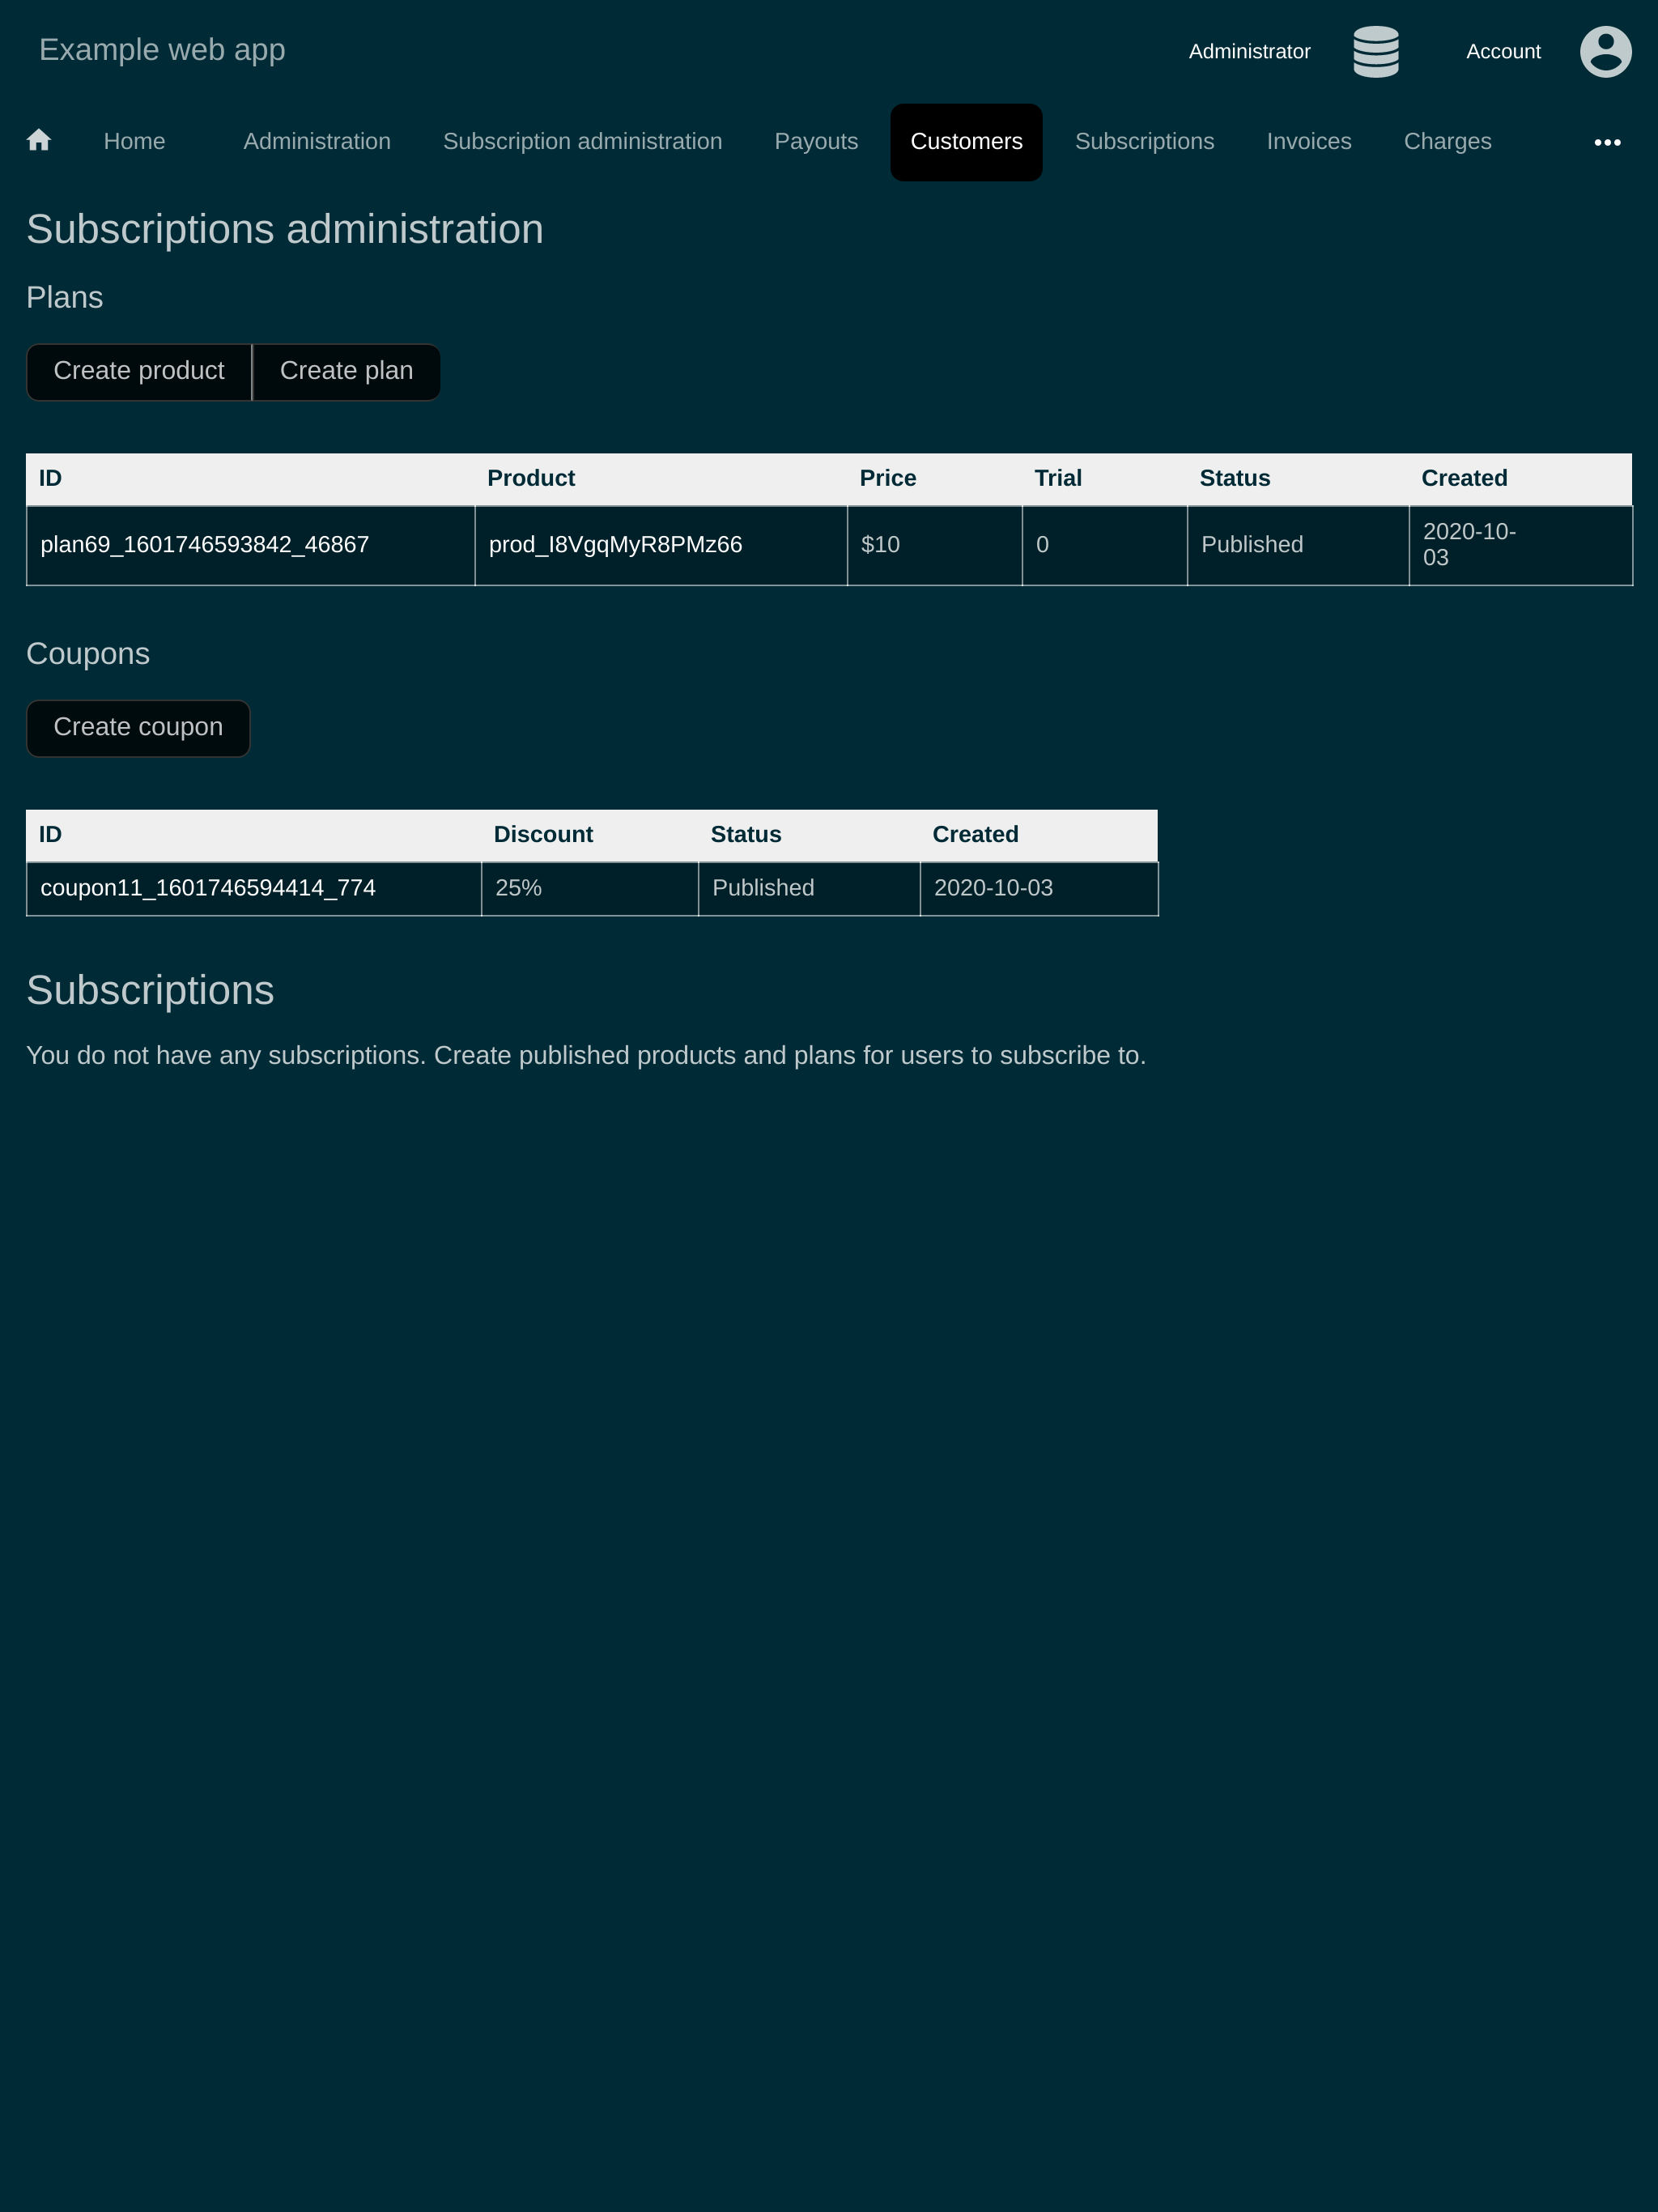 Example web app
Administrator Account
Home Administration Subscription administration Payouts Customers Subscriptions Invoices Charges
Subscriptions administration
Plans
Create product Create plan
ID Product Price Trial Status Created
plan69_1601746593842_46867 prod_I8VgqMyR8PMz66 $10 0 Published 2020-10-
03
Coupons
Create coupon
ID Discount Status Created
coupon11_1601746594414_774 25% Published 2020-10-03
Subscriptions
You do not have any subscriptions. Create published products and plans for users to subscribe to.